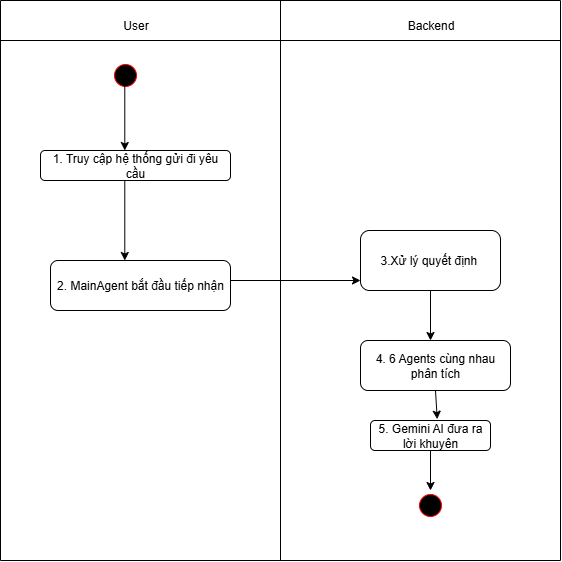 User
Backend
1. Truy cập hệ thống gửi đi yêu
cầu
2. MainAgent bắt đầu tiếp nhận
3.Xử lý quyết định
4. 6 Agents cùng nhau
phân tích
5. Gemini AI đưa ra
lời khuyên